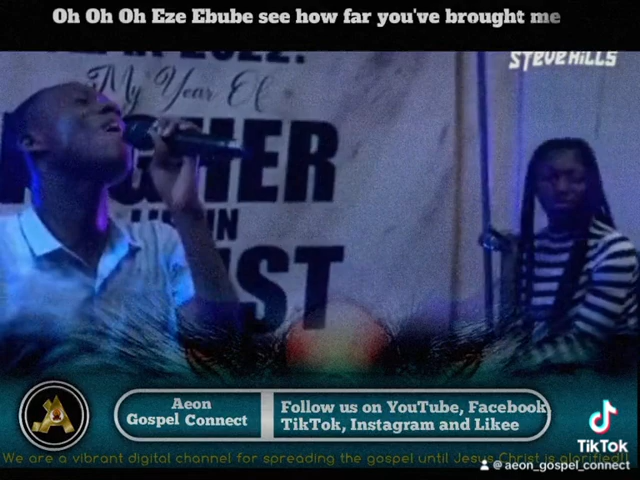 Oh Oh Oh Eze Ebube see how far you've brought me
STEVE HILLS
2022:
My Year Of
HIGHER
IN
Aeon
Gospel Connect
Follow us on YouTube, Facebook,
TikTok, Instagram and Likee
TikTok
@aeon_gospel_connect
We are a vibrant digital channel for spreading the gospel until Jesus Christ is glorified!!